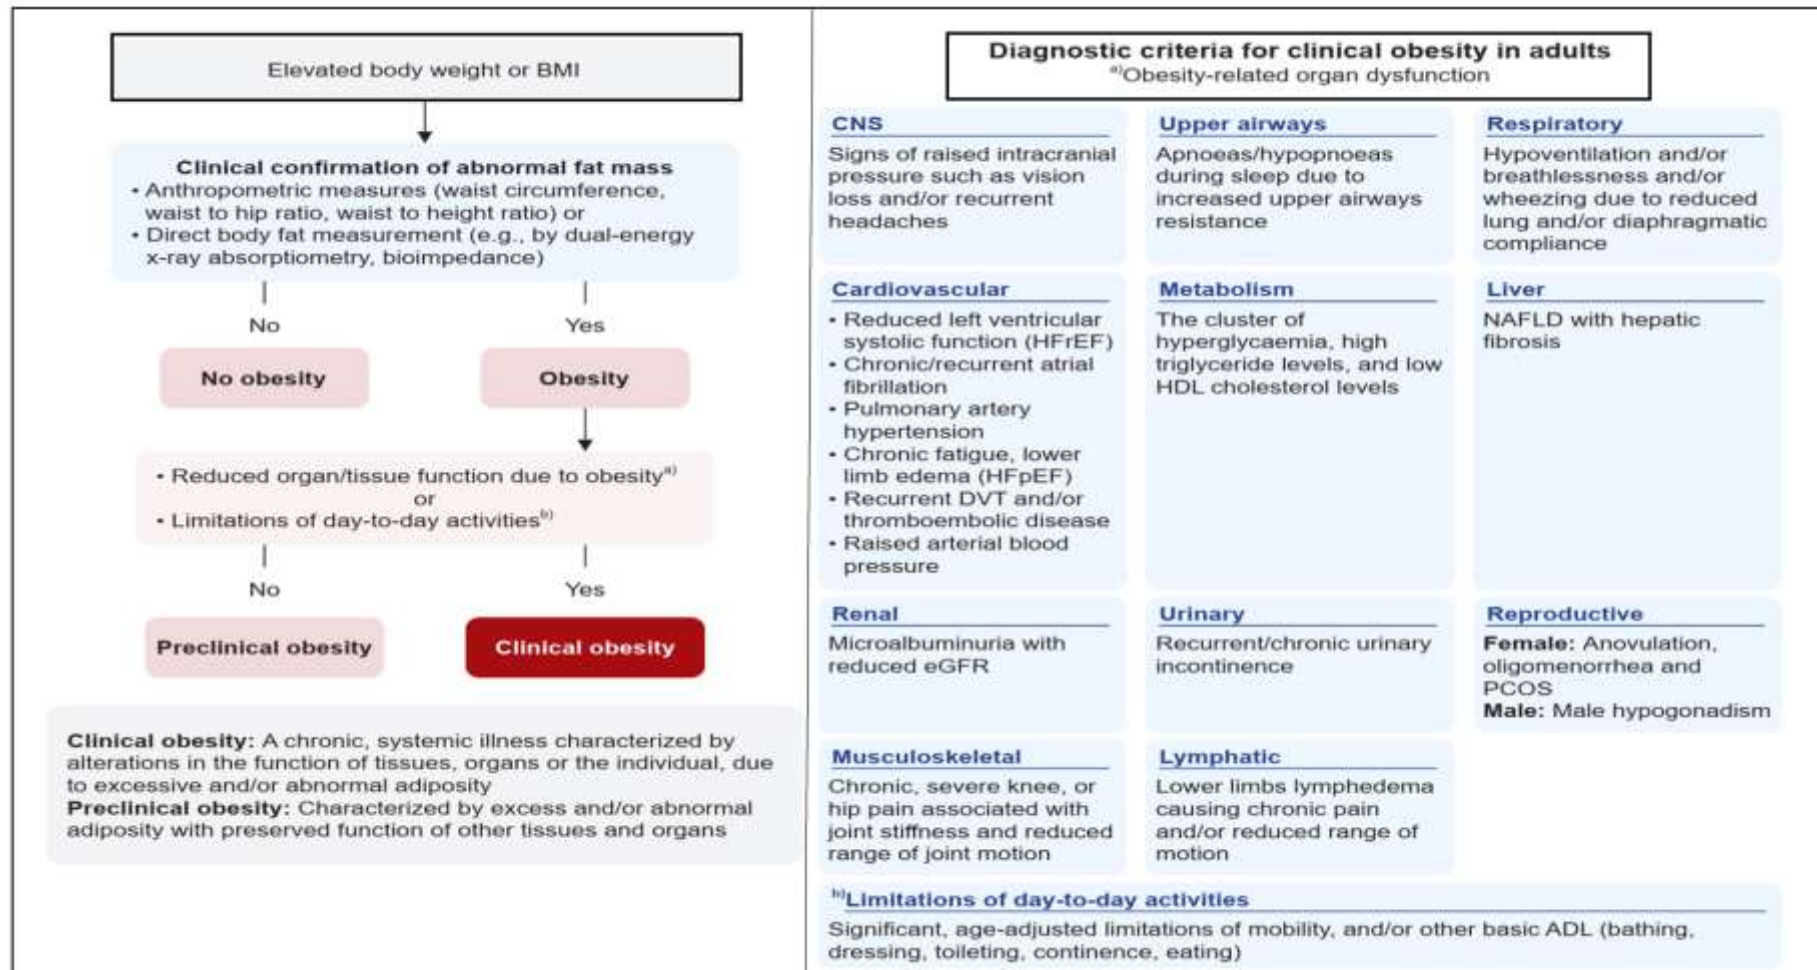 Elevated body weight or BMI
Clinical confirmation of abnormal fat mass
• Anthropometric measures (waist circumference,
waist to hip ratio, waist to height ratio) or
• Direct body fat measurement (e.g., by dual-energy
x-ray absorptiometry, bioimpedance)
No
Yes
No obesity
Obesity
• Reduced organ/tissue function due to obesity a)
or
• Limitations of day-to-day activities b)
No
Yes
Preclinical obesity
Clinical obesity
Clinical obesity: A chronic, systemic illness characterized by
alterations in the function of tissues, organs or the individual, due
to excessive and/or abnormal adiposity
Preclinical obesity: Characterized by excess and/or abnormal
adiposity with preserved function of other tissues and organs
Diagnostic criteria for clinical obesity in adults
a)Obesity-related organ dysfunction
CNS
Signs of raised intracranial
pressure such as vision
loss and/or recurrent
headaches
Upper airways
Apnoeas/hypopnoeas
during sleep due to
increased upper airways
resistance
Respiratory
Hypoventilation and/or
breathlessness and/or
wheezing due to reduced
lung and/or diaphragmatic
compliance
Cardiovascular
• Reduced left ventricular
systolic function (HFrEF)
• Chronic/recurrent atrial
fibrillation
• Pulmonary artery
hypertension
• Chronic fatigue, lower
limb edema (HFpEF)
• Recurrent DVT and/or
thromboembolic disease
• Raised arterial blood
pressure
Metabolism
The cluster of
hyperglycaemia, high
triglyceride levels, and low
HDL cholesterol levels
Liver
NAFLD with hepatic
fibrosis
Renal
Microalbuminuria with
reduced eGFR
Urinary
Recurrent/chronic urinary
incontinence
Reproductive
Female: Anovulation,
oligomenorrhea and
PCOS
Male: Male hypogonadism
Musculoskeletal
Chronic, severe knee, or
hip pain associated with
joint stiffness and reduced
range of joint motion
Lymphatic
Lower limbs lymphedema
causing chronic pain
and/or reduced range of
motion
b)Limitations of day-to-day activities
Significant, age-adjusted limitations of mobility, and/or other basic ADL (bathing,
dressing, toileting, continence, eating)